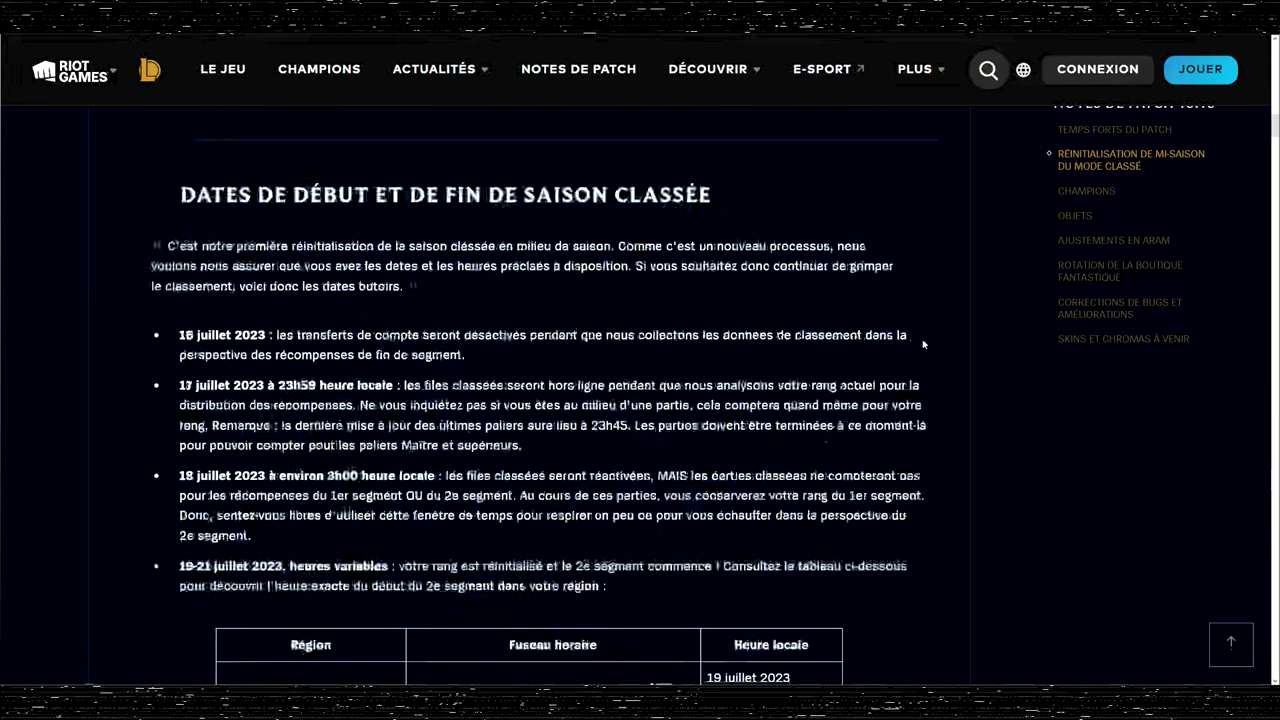 RIOT GAMES
LE JEU
CHAMPIONS
ACTUALITÉS
NOTES DE PATCH
DÉCOUVRIR
E-SPORT
PLUS
CONNEXION
JOUER
TEMPS FORTS DU PATCH
RÉINITIALISATION DE MI-SAISON
DU MODE CLASSÉ
CHAMPIONS
OBJETS
AJUSTEMENTS EN ARAM
ROTATION DE LA BOUTIQUE
FANTASTIQUE
CORRECTIONS DE BUGS ET
AMÉLIORATIONS
SKINS ET CHROMAS À VENIR
DATES DE DÉBUT ET DE FIN DE SAISON CLASSÉE
C'est notre première réinitialisation de la saison classée en milieu de saison. Comme c'est un nouveau processus, nous
voulons nous assurer que vous avez les dates et les heures précises à disposition. Si vous souhaitez donc continuer de grimper
le classement, voici donc les dates butoirs.
juillet 2023 : les transferts de compte seront désactivés pendant que nous collectons les données de classement dans la
perspective des récompenses de fin de segment.
17 juillet 2023 à 23h59 heure locale : les files classées seront hors ligne pendant que nous analysons votre rang actuel pour la
distribution des récompenses. Ne vous inquiétez pas si vous êtes au milieu d'une partie, cela comptera quand même pour votre
rang. Remarque : la dernière mise à jour des ultimes paliers aura lieu à 23h45. Les parties doivent être terminées à ce moment-là
pour pouvoir compter pour les paliers Maître et supérieurs.
18 juillet 2023 à environ 3h00 heure locale : les files classées seront réactivées, MAIS les parties classées ne compteront pas
pour les récompenses du 1er segment OU du 2e segment. Au cours de ces parties, vous conserverez votre rang du 1er segment.
Donc, sentez-vous libres d'utiliser cette fenêtre de temps pour respirer un peu ou pour vous échauffer dans la perspective du
2e segment.
19-21 juillet 2023, heures variables : votre rang est réinitialisé et le 2e segment commence ! Consultez le tableau ci-dessous
pour découvrir l'heure exacte du début du 2e segment dans votre région :
Région
Fuseau horaire
Heure locale
19 juillet 2023